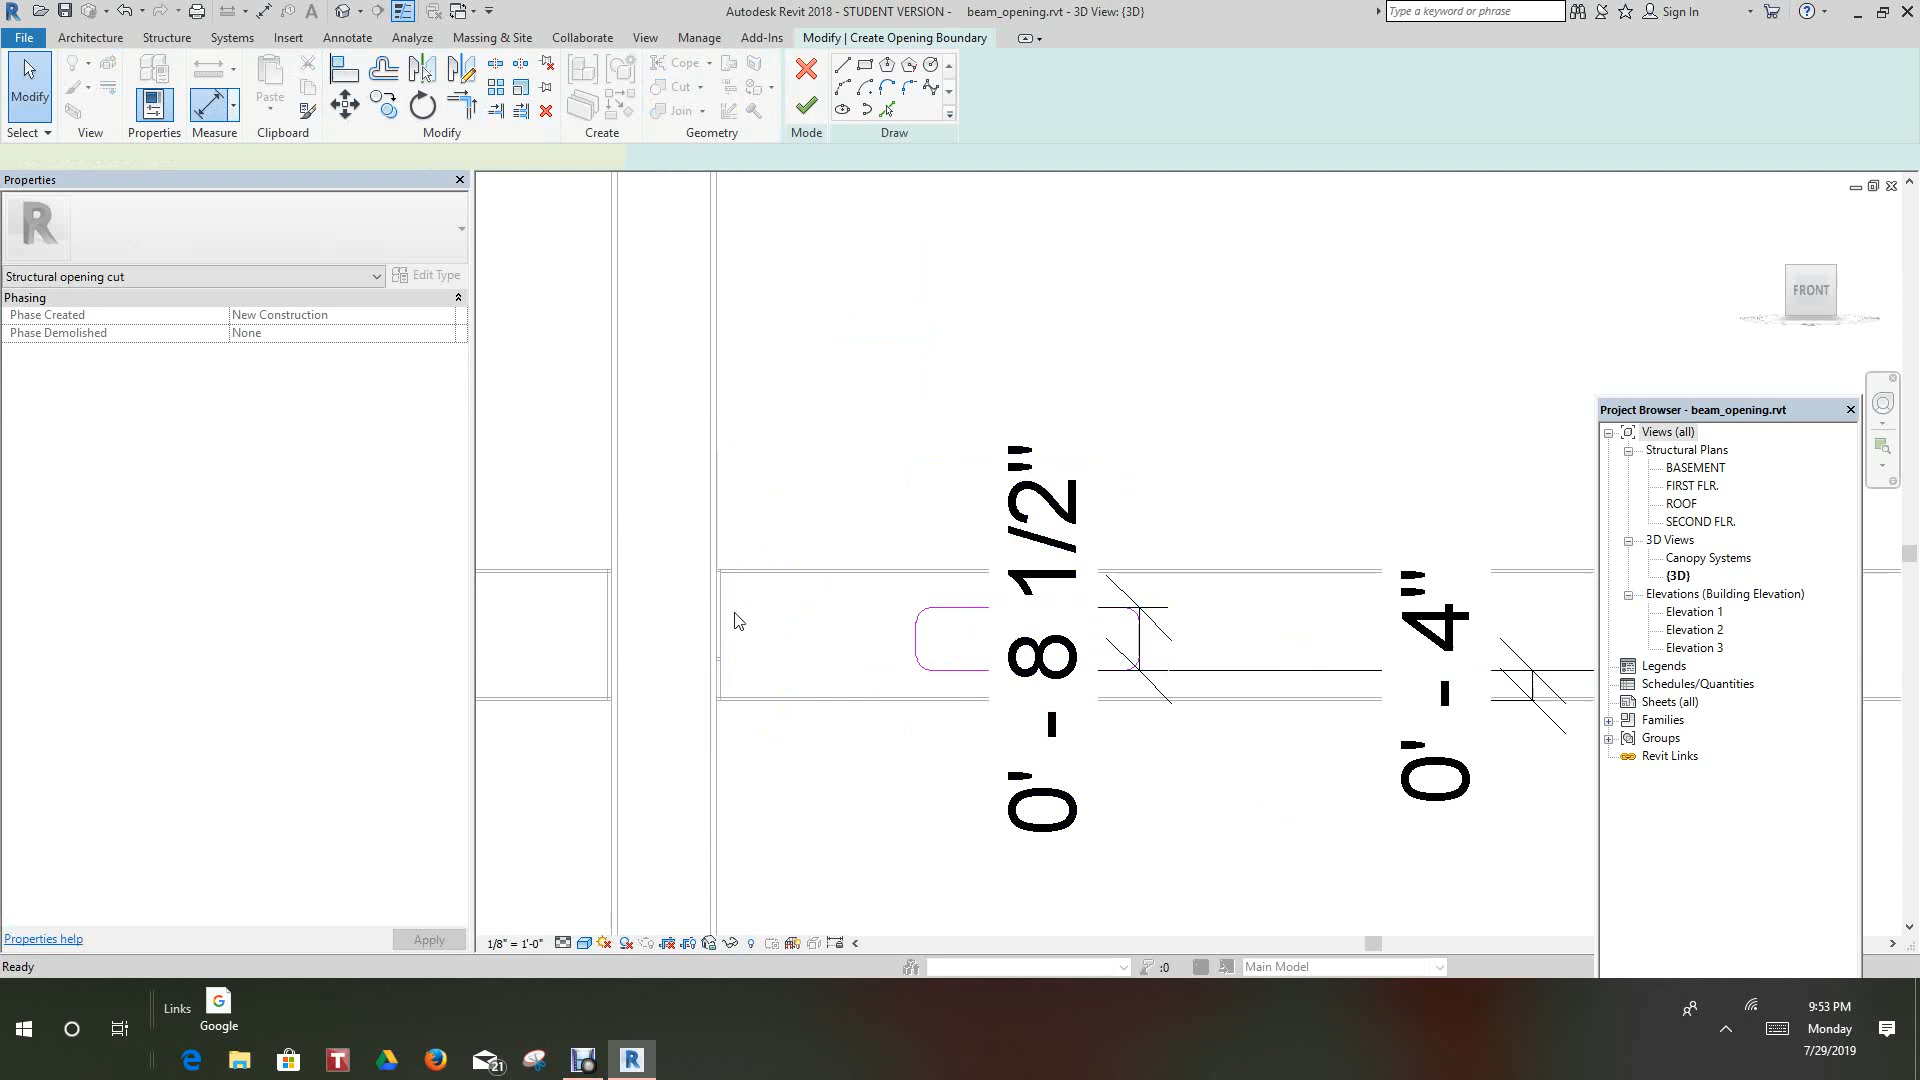 Autodesk Revit 2018 - STUDENT VERSION - beam_opening.rvt - 3D View: {3D}
Type a keyword or phrase
Sign In
File Architecture Structure Systems Insert Annotate Analyze Massing & Site Collaborate View Manage Add-Ins Modify | Create Opening Boundary
Modify
Paste
Cope
Cut
Join
Select View Properties Measure Clipboard Modify Create Geometry Mode Draw
Properties
Structural opening cut
Edit Type
Phasing
Phase Created New Construction
Phase Demolished None
Properties help
Apply
FRONT
0' - 8 1/2"
0' - 4"
Project Browser - beam_opening.rvt
Views (all)
Structural Plans
BASEMENT
FIRST FLR.
ROOF
SECOND FLR.
3D Views
Canopy Systems
{3D}
Elevations (Building Elevation)
Elevation 1
Elevation 2
Elevation 3
Legends
Schedules/Quantities
Sheets (all)
Families
Groups
Revit Links
1/8" = 1'-0"
Ready
:0
Main Model
Links
Google
21
9:53 PM
Monday
7/29/2019